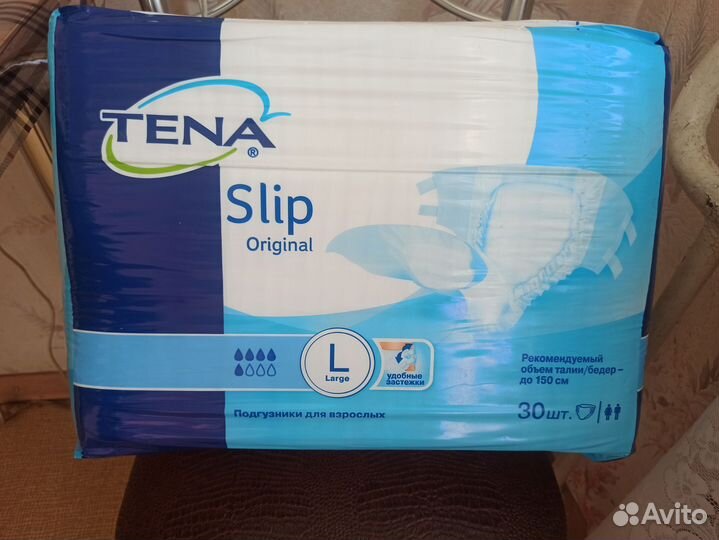 TENA
®
Slip
Original
L
Large
удобные
застежки
Рекомендуемый
объем талии/бедер –
до 150 см
Подгузники для взрослых
30шт.
Avito